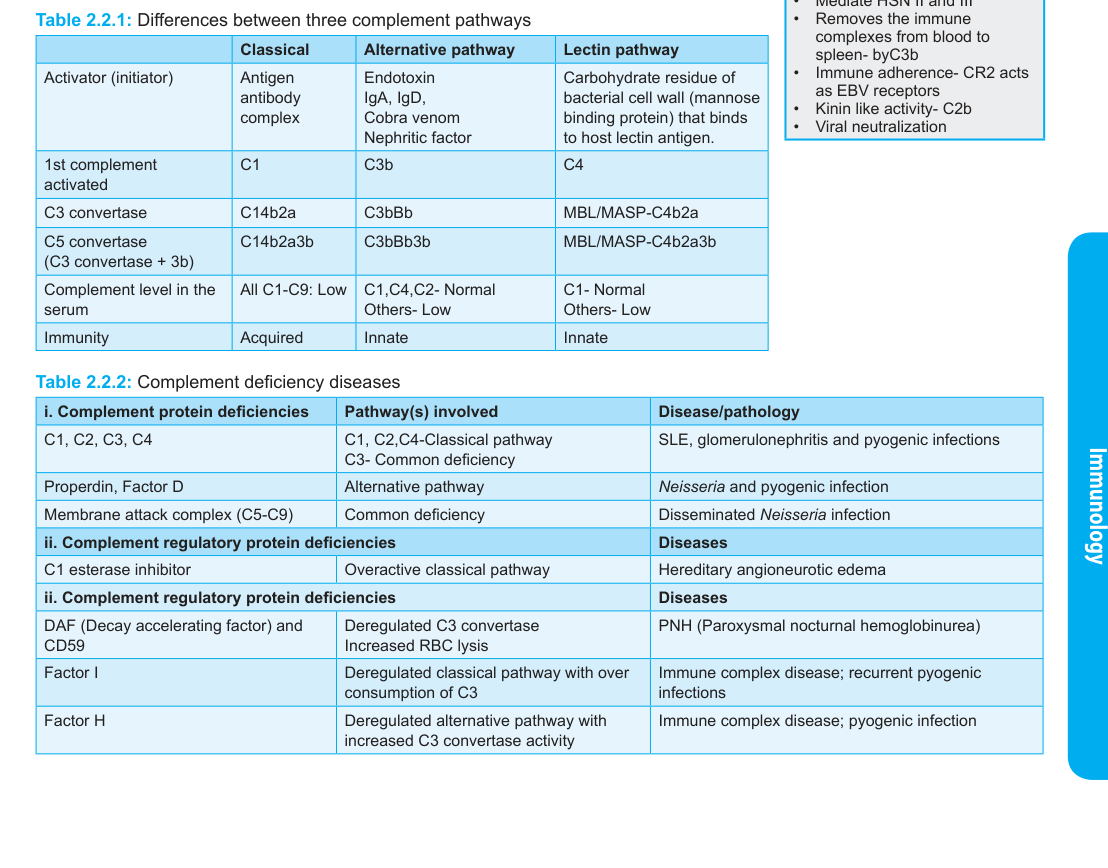 Table 2.2.1: Differences between three complement pathways
Classical
Alternative pathway
Lectin pathway
Activator (initiator)
Antigen
antibody
complex
Endotoxin
IgA, IgD,
Cobra venom
Nephritic factor
Carbohydrate residue of
bacterial cell wall (mannose
binding protein) that binds
to host lectin antigen.
1st complement
activated
C1
C3b
C4
C3 convertase
C14b2a
C3bBb
MBL/MASP-C4b2a
C5 convertase
(C3 convertase + 3b)
C14b2a3b
C3bBb3b
MBL/MASP-C4b2a3b
Complement level in the
serum
All C1-C9: Low
C1,C4,C2- Normal
Others- Low
C1- Normal
Others- Low
Immunity
Acquired
Innate
Innate
• Mediate HSN II and III
• Removes the immune
complexes from blood to
spleen- byC3b
• Immune adherence- CR2 acts
as EBV receptors
• Kinin like activity- C2b
• Viral neutralization
Table 2.2.2: Complement deficiency diseases
i. Complement protein deficiencies
Pathway(s) involved
Disease/pathology
C1, C2, C3, C4
C1, C2,C4-Classical pathway
C3- Common deficiency
SLE, glomerulonephritis and pyogenic infections
Properdin, Factor D
Alternative pathway
Neisseria and pyogenic infection
Membrane attack complex (C5-C9)
Common deficiency
Disseminated Neisseria infection
ii. Complement regulatory protein deficiencies
Diseases
C1 esterase inhibitor
Overactive classical pathway
Hereditary angioneurotic edema
ii. Complement regulatory protein deficiencies
Diseases
DAF (Decay accelerating factor) and
CD59
Deregulated C3 convertase
Increased RBC lysis
PNH (Paroxysmal nocturnal hemoglobinurea)
Factor I
Deregulated classical pathway with over
consumption of C3
Immune complex disease; recurrent pyogenic
infections
Factor H
Deregulated alternative pathway with
increased C3 convertase activity
Immune complex disease; pyogenic infection
Immunology